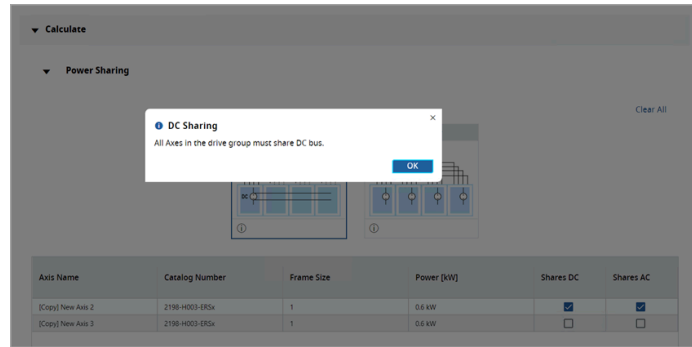 Calculate
Power Sharing
Clear All
DC Sharing
×
All Axes in the drive group must share DC bus.
OK
DC
Axis Name Catalog Number Frame Size Power [kW] Shares DC Shares AC
[Copy] New Axis 2 2198-H003-ERSx 1 0.6 kW
[Copy] New Axis 3 2198-H003-ERSx 1 0.6 kW